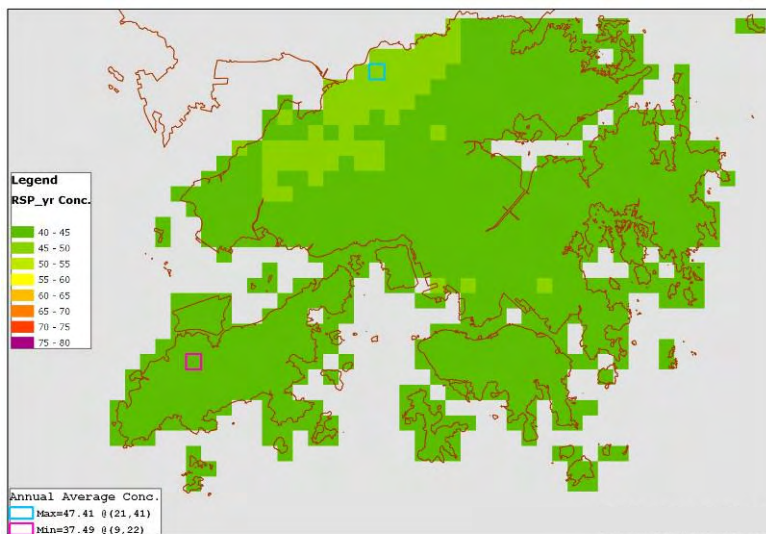 Legend
RSP_yr Conc.
40 - 45
45 - 50
50 - 55
55 - 60
60 - 65
65 - 70
70 - 75
75 - 80
Annual Average Conc.
Max=47.41 @(21,41)
Min=37.49 @(9,22)